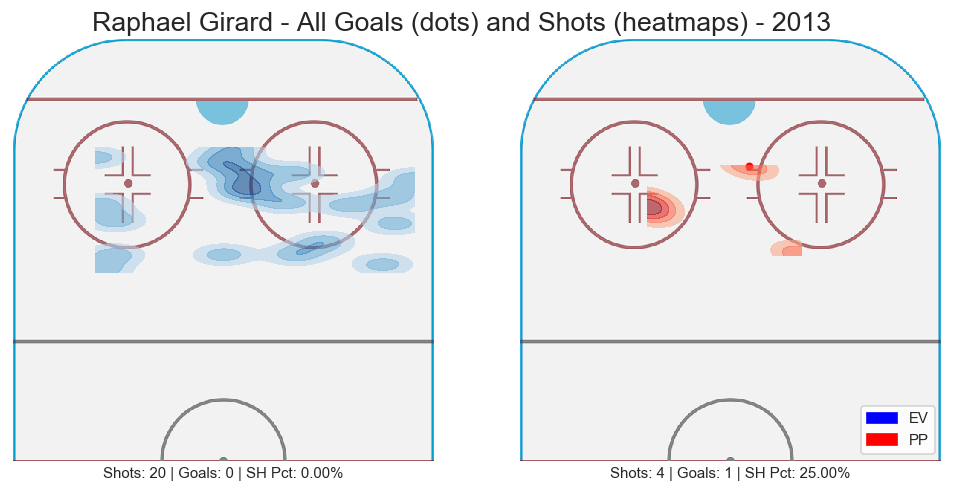 Raphael Girard - All Goals (dots) and Shots (heatmaps) - 2013
EV
PP
Shots: 20 | Goals: 0 | SH Pct: 0.00%
Shots: 4 | Goals: 1 | SH Pct: 25.00%